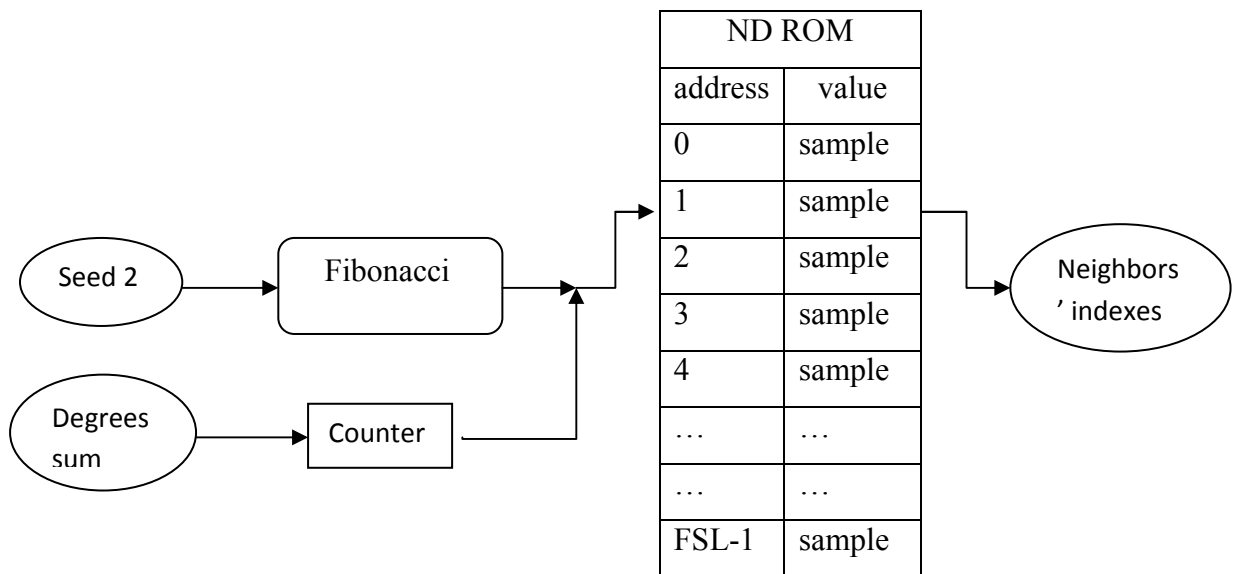 Seed 2
Fibonacci
Degrees
sum
Counter
ND ROM
address value
0 sample
1 sample
2 sample
3 sample
4 sample
… …
… …
FSL-1 sample
Neighbors
’ indexes